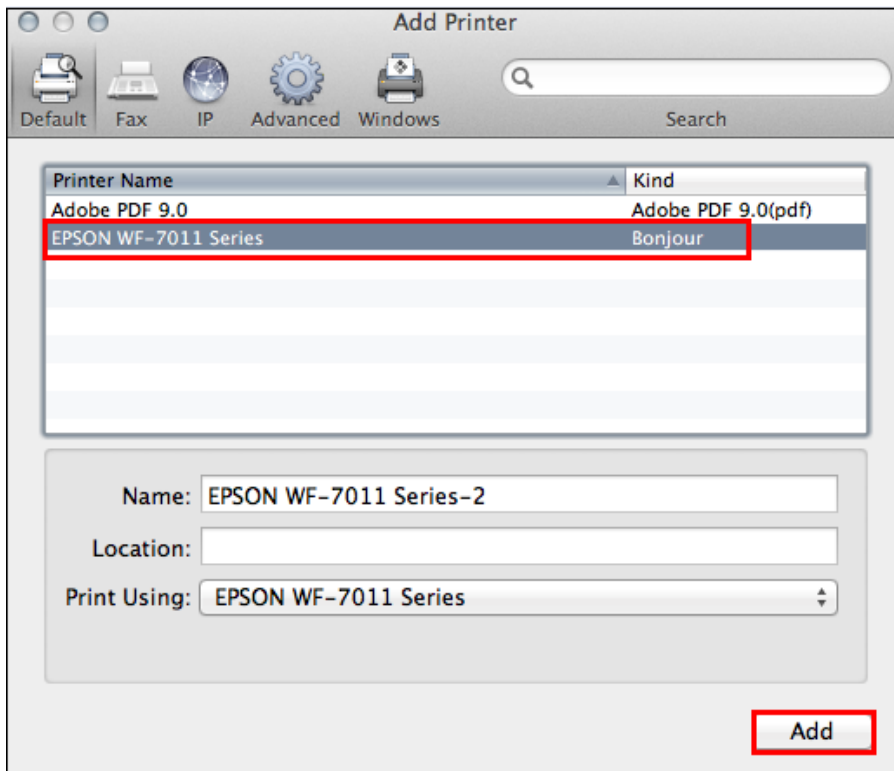 Add Printer
Default Fax IP Advanced Windows Search
Printer Name Kind
Adobe PDF 9.0 Adobe PDF 9.0(pdf)
EPSON WF-7011 Series Bonjour
Name: EPSON WF-7011 Series-2
Location:
Print Using: EPSON WF-7011 Series
Add